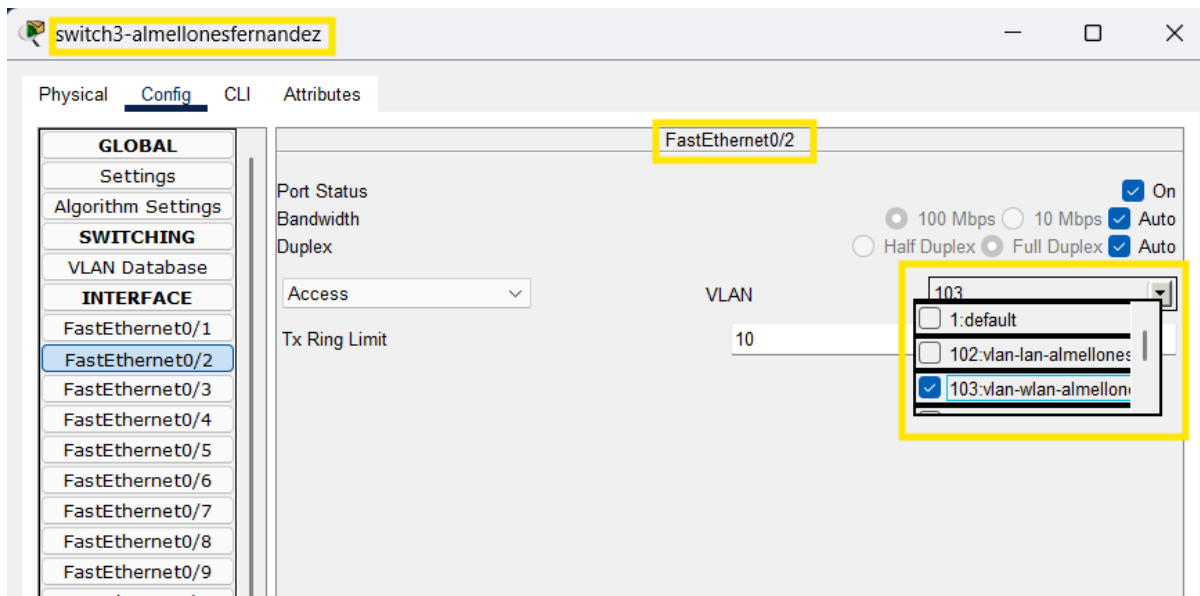 switch3-almellonesfernandez
Physical Config CLI Attributes
GLOBAL
Settings
Algorithm Settings
SWITCHING
VLAN Database
INTERFACE
FastEthernet0/1
FastEthernet0/2
FastEthernet0/3
FastEthernet0/4
FastEthernet0/5
FastEthernet0/6
FastEthernet0/7
FastEthernet0/8
FastEthernet0/9
FastEthernet0/2
Port Status On
Bandwidth 100 Mbps 10 Mbps Auto
Duplex Half Duplex Full Duplex Auto
Access VLAN 103
1:default
102:vlan-lan-almellones
103:vlan-wlan-almellon
Tx Ring Limit 10